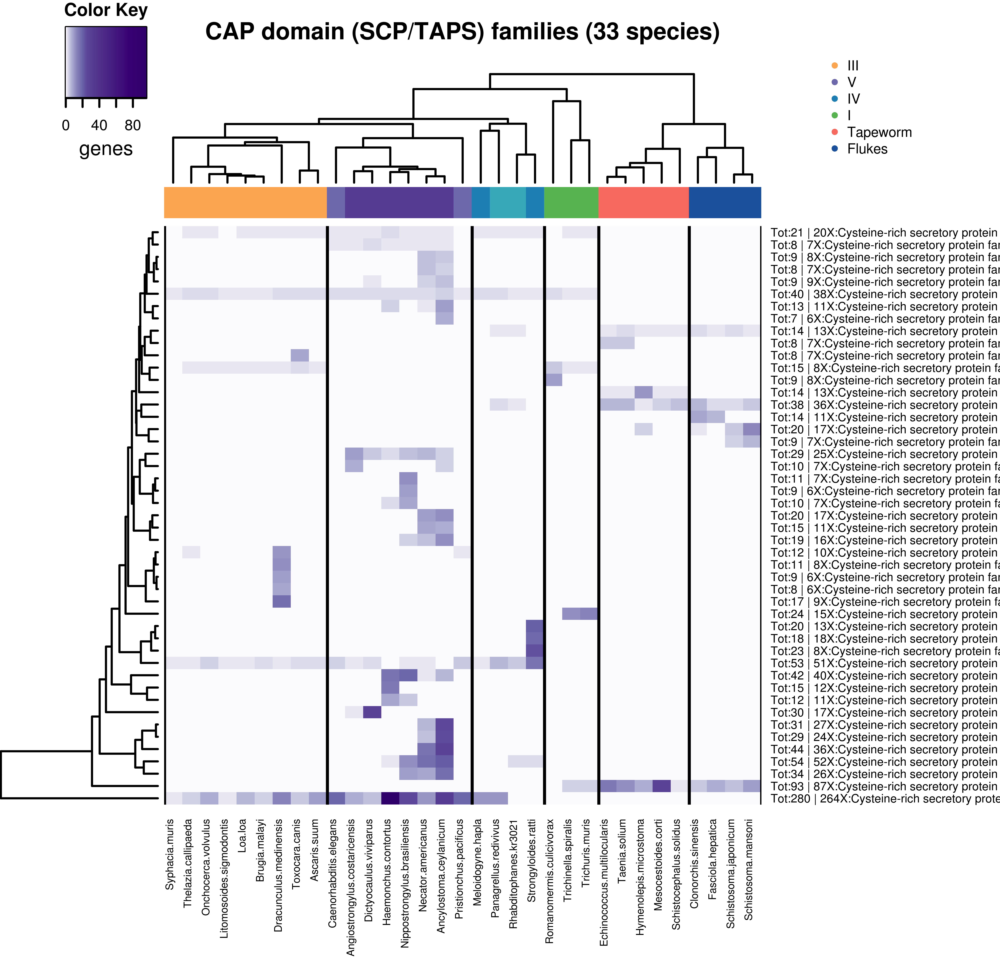 Color Key
0 40 80
genes
CAP domain (SCP/TAPS) families (33 species)
III
V
IV
I
Tapeworm
Flukes
Tot:21 | 20X:Cysteine-rich secretory protein
Tot:8 | 7X:Cysteine-rich secretory protein fam
Tot:9 | 8X:Cysteine-rich secretory protein fam
Tot:8 | 7X:Cysteine-rich secretory protein fam
Tot:9 | 9X:Cysteine-rich secretory protein fam
Tot:40 | 38X:Cysteine-rich secretory protein
Tot:13 | 11X:Cysteine-rich secretory protein
Tot:7 | 6X:Cysteine-rich secretory protein fam
Tot:14 | 13X:Cysteine-rich secretory protein
Tot:8 | 7X:Cysteine-rich secretory protein fam
Tot:8 | 7X:Cysteine-rich secretory protein fam
Tot:15 | 8X:Cysteine-rich secretory protein fa
Tot:9 | 8X:Cysteine-rich secretory protein fam
Tot:14 | 13X:Cysteine-rich secretory protein
Tot:38 | 36X:Cysteine-rich secretory protein
Tot:14 | 11X:Cysteine-rich secretory protein
Tot:20 | 17X:Cysteine-rich secretory protein
Tot:9 | 7X:Cysteine-rich secretory protein fam
Tot:29 | 25X:Cysteine-rich secretory protein
Tot:10 | 7X:Cysteine-rich secretory protein fa
Tot:11 | 7X:Cysteine-rich secretory protein fa
Tot:9 | 6X:Cysteine-rich secretory protein fam
Tot:10 | 7X:Cysteine-rich secretory protein fa
Tot:20 | 17X:Cysteine-rich secretory protein
Tot:15 | 11X:Cysteine-rich secretory protein
Tot:19 | 16X:Cysteine-rich secretory protein
Tot:12 | 10X:Cysteine-rich secretory protein
Tot:11 | 8X:Cysteine-rich secretory protein fa
Tot:9 | 6X:Cysteine-rich secretory protein fam
Tot:8 | 6X:Cysteine-rich secretory protein fam
Tot:17 | 9X:Cysteine-rich secretory protein fa
Tot:24 | 15X:Cysteine-rich secretory protein
Tot:20 | 13X:Cysteine-rich secretory protein
Tot:18 | 18X:Cysteine-rich secretory protein
Tot:23 | 8X:Cysteine-rich secretory protein fa
Tot:53 | 51X:Cysteine-rich secretory protein
Tot:42 | 40X:Cysteine-rich secretory protein
Tot:15 | 12X:Cysteine-rich secretory protein
Tot:12 | 11X:Cysteine-rich secretory protein
Tot:30 | 17X:Cysteine-rich secretory protein
Tot:31 | 27X:Cysteine-rich secretory protein
Tot:29 | 24X:Cysteine-rich secretory protein
Tot:44 | 36X:Cysteine-rich secretory protein
Tot:54 | 52X:Cysteine-rich secretory protein
Tot:34 | 26X:Cysteine-rich secretory protein
Tot:93 | 87X:Cysteine-rich secretory protein
Tot:280 | 264X:Cysteine-rich secretory prote
Syphacia.muris
Thelazia.callipaeda
Onchocerca.volvulus
Litomosoides.sigmodontis
Loa.loa
Brugia.malayi
Dracunculus.medinensis
Toxocara.canis
Ascaris.suum
Caenorhabditis.elegans
Angiostrongylus.costaricensis
Dictyocaulus.viviparus
Haemonchus.contortus
Nippostrongylus.brasiliensis
Necator.americanus
Ancylostoma.ceylanicum
Pristionchus.pacificus
Meloidogyne.hapla
Panagrellus.redivivus
Rhabditophanes.kr3021
Strongyloides.ratti
Romanomermis.culicivorax
Trichinella.spiralis
Trichuris.muris
Echinococcus.multilocularis
Taenia.solium
Hymenolepis.microstoma
Mesocestoides.corti
Schistocephalus.solidus
Clonorchis.sinensis
Fasciola.hepatica
Schistosoma.japonicum
Schistosoma.mansoni